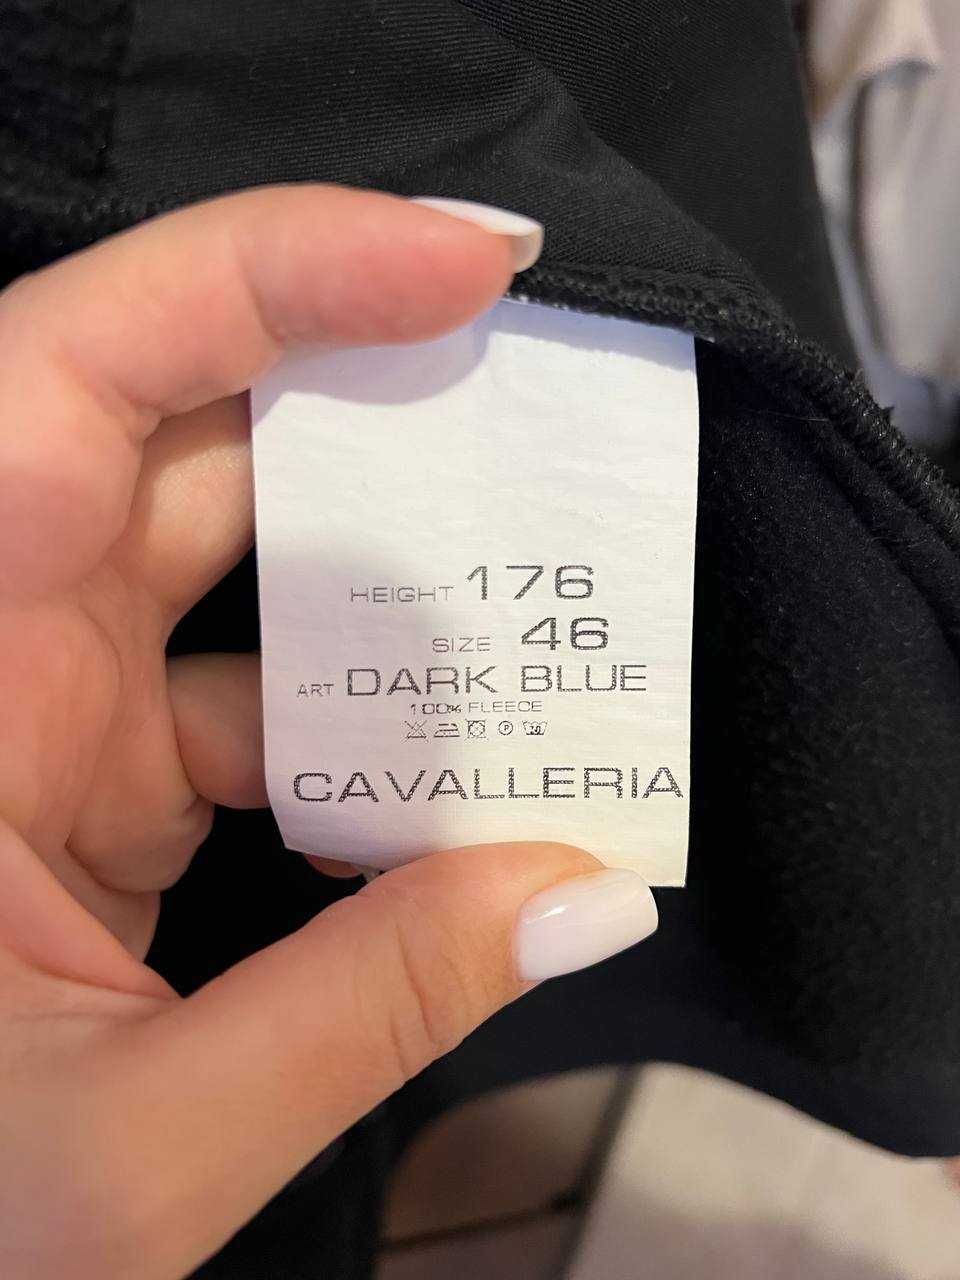 HEIGHT 176
SIZE 46
ART DARK BLUE
100% FLEECE
CAVALLERIA